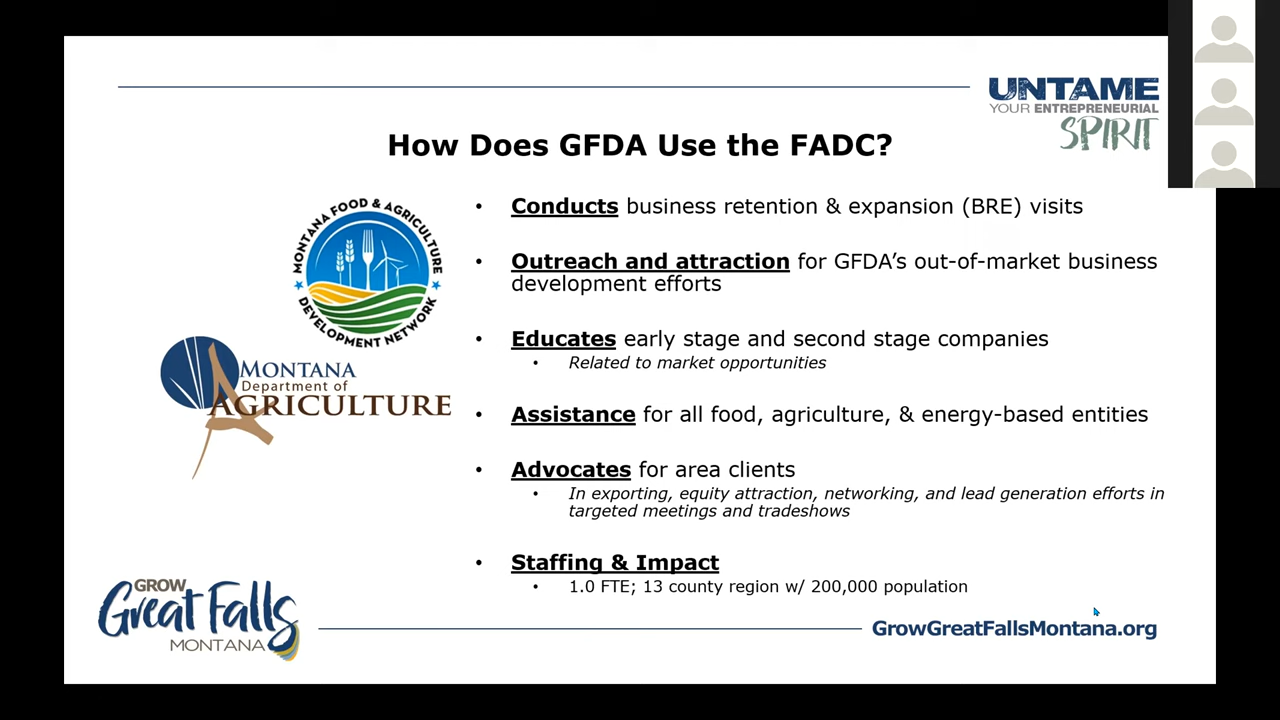 UNTAME
YOUR ENTREPRENEURIAL
SPIRIT
How Does GFDA Use the FADC?
MONTANA FOOD & AGRICULTURE
DEVELOPMENT NETWORK
MONTANA
Department of
AGRICULTURE
• Conducts business retention & expansion (BRE) visits
• Outreach and attraction for GFDA’s out-of-market business
development efforts
• Educates early stage and second stage companies
• Related to market opportunities
• Assistance for all food, agriculture, & energy-based entities
• Advocates for area clients
• In exporting, equity attraction, networking, and lead generation efforts in
targeted meetings and tradeshows
• Staffing & Impact
• 1.0 FTE; 13 county region w/ 200,000 population
GROW
Great Falls
MONTANA
GrowGreatFallsMontana.org